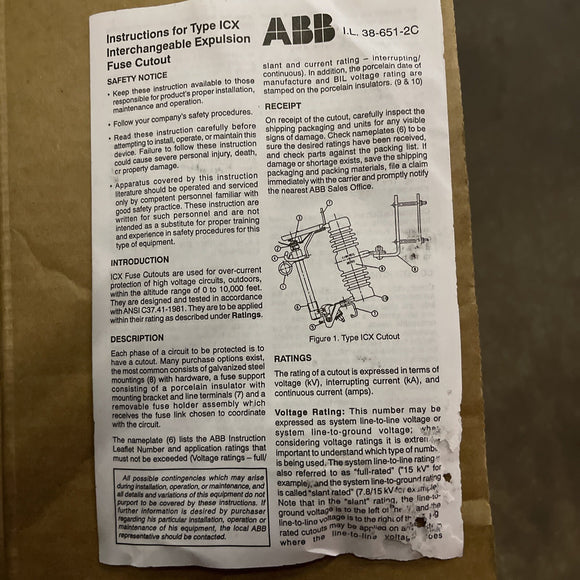 Instructions for Type ICX
Interchangeable Expulsion
Fuse Cutout
ABB
I.L. 38-651-2C
SAFETY NOTICE
• Keep these instruction available to those
responsible for product's proper installation,
maintenance and operation.
• Follow your company's safety procedures.
• Read these instruction carefully before
attempting to install, operate, or maintain this
device. Failure to follow these instruction
could cause severe personal injury, death,
or property damage.
• Apparatus covered by this instruction
literature should be operated and serviced
only by competent personnel familiar with
good safety practice. These instruction are
written for such personnel and are not
intended as a substitute for proper training
and experience in safety procedures for this
type of equipment.
INTRODUCTION
ICX Fuse Cutouts are used for over-current
protection of high voltage circuits, outdoors,
within the altitude range of 0 to 10,000 feet.
They are designed and tested in accordance
with ANSI C37.41-1981. They are to be applied
within their rating as described under Ratings.
DESCRIPTION
Each phase of a circuit to be protected is to
have a cutout. Many purchase options exist,
the most common consists of galvanized steel
mountings (8) with hardware, a fuse support
consisting of a porcelain insulator with
mounting bracket and line terminals (7) and a
removable fuse holder assembly which
receives the fuse link chosen to coordinate
with the circuit.
The nameplate (6) lists the ABB Instruction
Leaflet Number and application ratings that
must not be exceeded (Voltage ratings - full/
All possible contingencies which may arise
during installation, operation, or maintenance, and
all details and variations of this equipment do not
purport to be covered by these instructions. If
further information is desired by purchaser
regarding his particular installation, operation or
maintenance of his equipment, the local ABB
representative should be contacted.
slant and current rating – interrupting/
continuous). In addition, the porcelain date of
manufacture and BIL voltage rating are
stamped on the porcelain insulators. (9 & 10)
RECEIPT
On receipt of the cutout, carefully inspect the
shipping packaging and units for any visible
signs of damage. Check nameplates (6) to be
sure the desired ratings have been received,
and check parts against the packing list. If
damage or shortage exists, save the shipping
packaging and packing materials, file a claim
immediately with the carrier and promptly notify
the nearest ABB Sales Office.
Figure 1. Type ICX Cutout
RATINGS
The rating of a cutout is expressed in terms of
voltage (kV), interrupting current (kA), and
continuous current (amps).
Voltage Rating: This number may be
expressed as system line-to-line voltage or
system line-to-ground voltage; when
considering voltage ratings it is extremely
important to understand which type of number
is being used. The system line-to-line rating
also referred to as "full-rated" ("15 kV" for
example), and the system line-to-ground rating
is called "slant rated" (7.8/15 kV for example).
Note that in the "slant" rating, the line-to-
ground voltage is to the left of and the
line-to-line voltage is to the right of
rated cutouts may be applied on
where the line-to-line voltage does